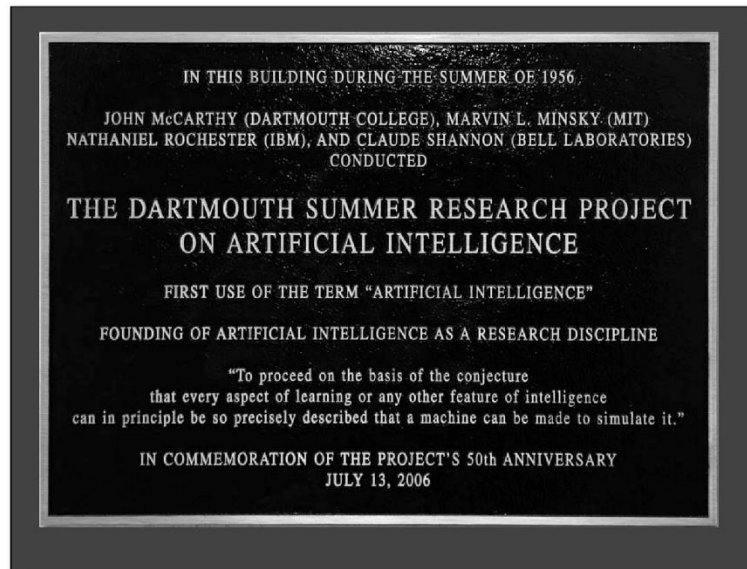 IN THIS BUILDING DURING THE SUMMER OF 1956
JOHN McCARTHY (DARTMOUTH COLLEGE), MARVIN L. MINSKY (MIT)
NATHANIEL ROCHESTER (IBM), AND CLAUDE SHANNON (BELL LABORATORIES)
CONDUCTED
THE DARTMOUTH SUMMER RESEARCH PROJECT
ON ARTIFICIAL INTELLIGENCE
FIRST USE OF THE TERM “ARTIFICIAL INTELLIGENCE”
FOUNDING OF ARTIFICIAL INTELLIGENCE AS A RESEARCH DISCIPLINE
“To proceed on the basis of the conjecture
that every aspect of learning or any other feature of intelligence
can in principle be so precisely described that a machine can be made to simulate it.”
IN COMMEMORATION OF THE PROJECT’S 50th ANNIVERSARY
JULY 13, 2006